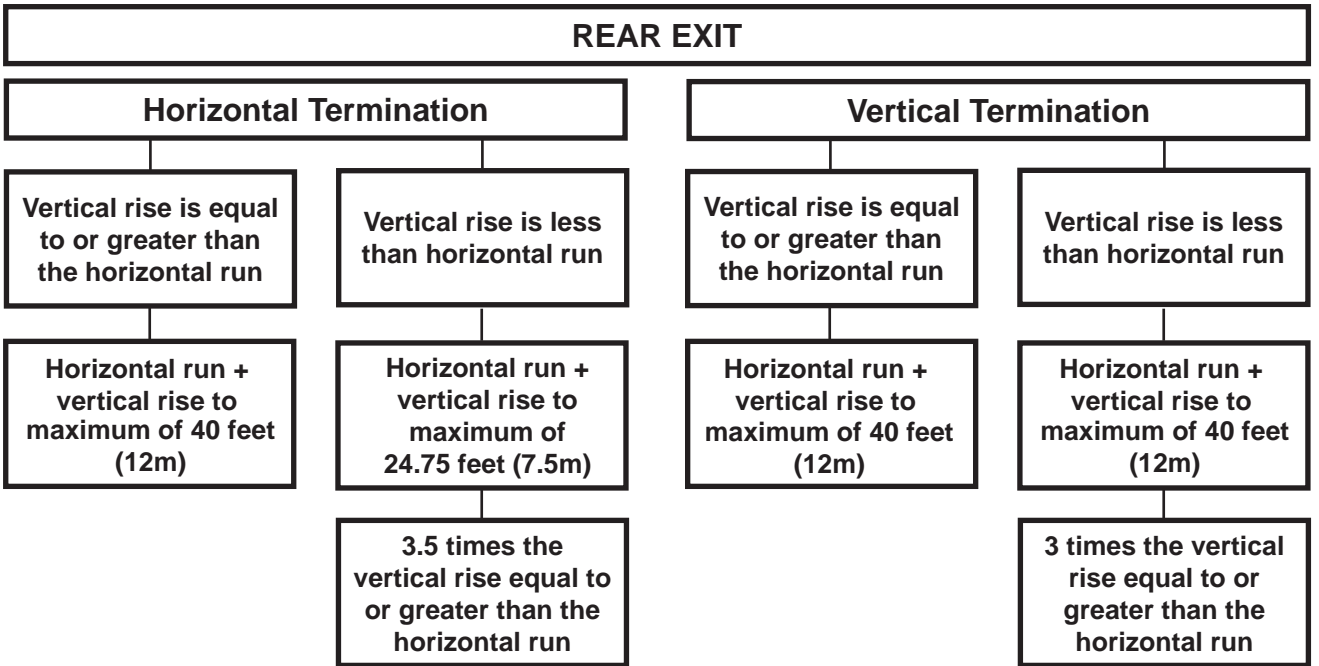 REAR EXIT
Horizontal Termination
Vertical rise is equal
to or greater than
the horizontal run
Horizontal run +
vertical rise to
maximum of 40 feet
(12m)
Vertical rise is less
than horizontal run
Horizontal run +
vertical rise to
maximum of
24.75 feet (7.5m)
3.5 times the
vertical rise equal to
or greater than the
horizontal run
Vertical Termination
Vertical rise is equal
to or greater than
the horizontal run
Horizontal run +
vertical rise to
maximum of 40 feet
(12m)
Vertical rise is less
than horizontal run
Horizontal run +
vertical rise to
maximum of 40 feet
(12m)
3 times the vertical
rise equal to or
greater than the
horizontal run